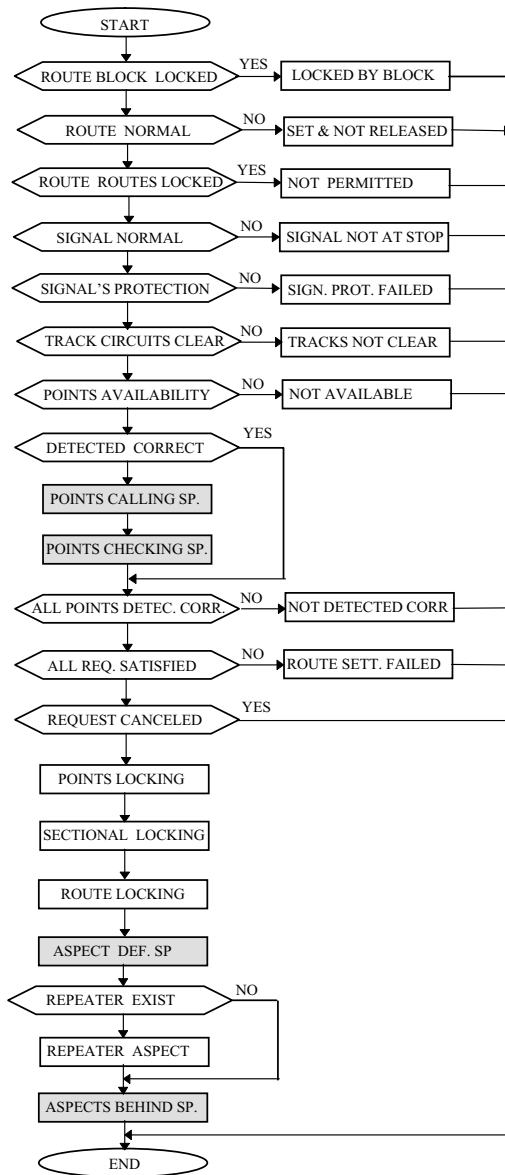 START
ROUTE BLOCK LOCKED
YES
LOCKED BY BLOCK
ROUTE NORMAL
NO
SET & NOT RELEASED
ROUTE ROUTES LOCKED
YES
NOT PERMITTED
SIGNAL NORMAL
NO
SIGNAL NOT AT STOP
SIGNAL'S PROTECTION
NO
SIGN. PROT. FAILED
TRACK CIRCUITS CLEAR
NO
TRACKS NOT CLEAR
POINTS AVAILABILITY
NO
NOT AVAILABLE
DETECTED CORRECT
YES
POINTS CALLING SP.
POINTS CHECKING SP.
ALL POINTS DETEC. CORR.
NO
NOT DETECTED CORR
ALL REQ. SATISFIED
NO
ROUTE SETT. FAILED
REQUEST CANCELED
YES
POINTS LOCKING
SECTIONAL LOCKING
ROUTE LOCKING
ASPECT DEF. SP
REPEATER EXIST
NO
REPEATER ASPECT
ASPECTS BEHIND SP.
END